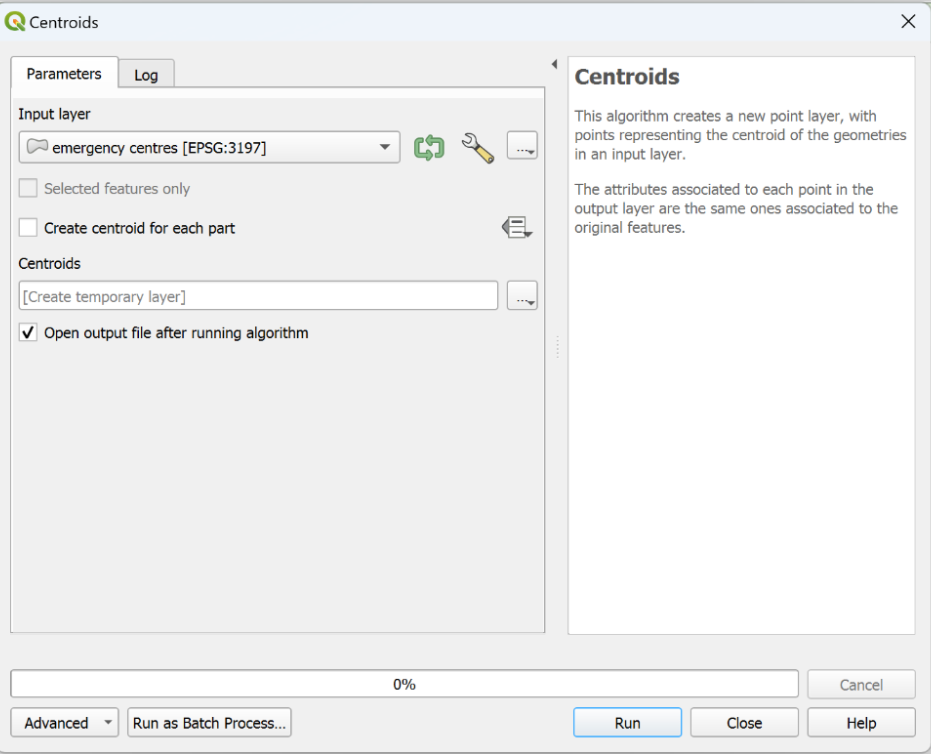 Centroids
Parameters
Log
Input layer
emergency centres [EPSG:3197]
...
Selected features only
Create centroid for each part
Centroids
[Create temporary layer]
...
Open output file after running algorithm
Centroids
This algorithm creates a new point layer, with
points representing the centroid of the geometries
in an input layer.
The attributes associated to each point in the
output layer are the same ones associated to the
original features.
0%
Cancel
Advanced
Run as Batch Process...
Run
Close
Help